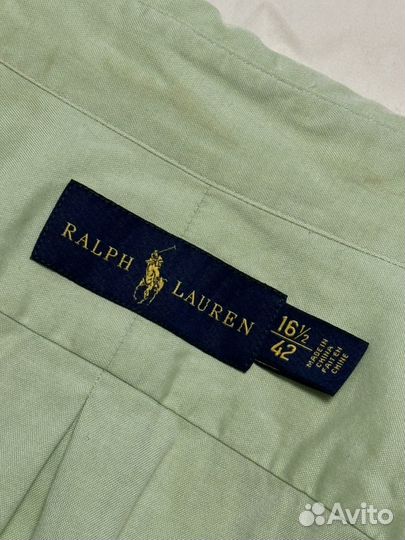 RALPH LAUREN
16½
42
MADE IN
CHINA
FAIT EN
CHINE
Avito